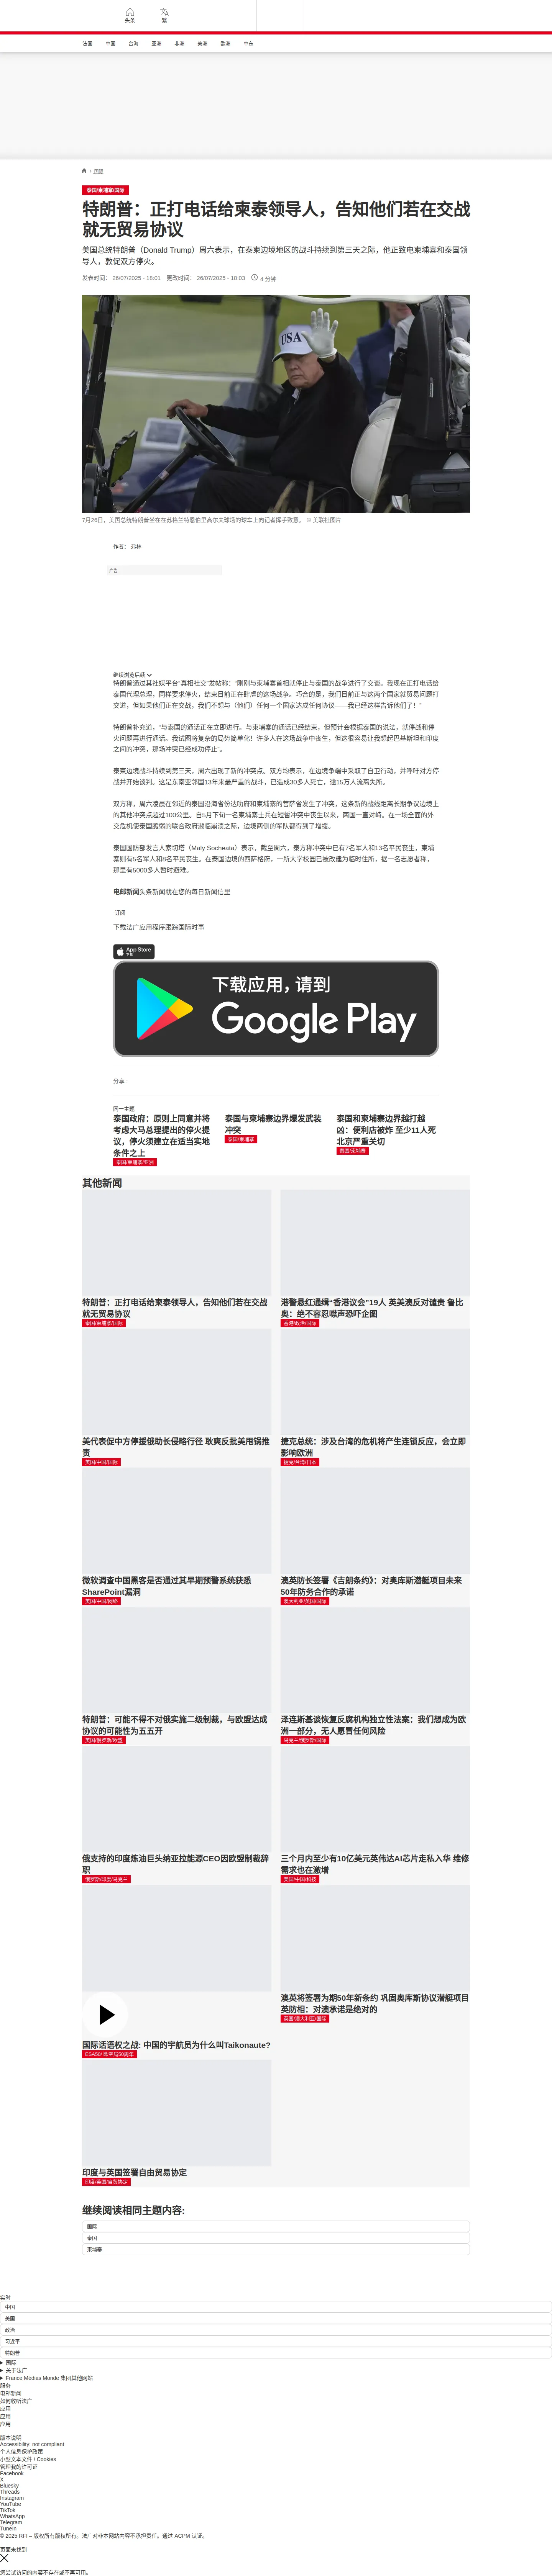 头条
繁
法国
中国
台海
亚洲
非洲
美洲
欧洲
中东
/ 国际
泰国/柬埔寨/国际
特朗普：正打电话给柬泰领导人，告知他们若在交战
就无贸易协议
美国总统特朗普（Donald Trump）周六表示，在泰柬边境地区的战斗持续到第三天之际，他正致电柬埔寨和泰国领
导人，敦促双方停火。
发表时间： 26/07/2025 - 18:01 更改时间： 26/07/2025 - 18:03 4 分钟
USA
7月26日，美国总统特朗普坐在在苏格兰特恩伯里高尔夫球场的球车上向记者挥手致意。 © 美联社图片
作者： 弗林
广告
继续浏览后续
特朗普通过其社媒平台“真相社交”发帖称：“刚刚与柬埔寨首相就停止与泰国的战争进行了交谈。我现在正打电话给
泰国代理总理，同样要求停火，结束目前正在肆虐的这场战争。巧合的是，我们目前正与这两个国家就贸易问题打
交道，但如果他们正在交战，我们不想与（他们）任何一个国家达成任何协议——我已经这样告诉他们了！”
特朗普补充道，“与泰国的通话正在立即进行。与柬埔寨的通话已经结束，但预计会根据泰国的说法，就停战和停
火问题再进行通话。我试图将复杂的局势简单化！许多人在这场战争中丧生，但这很容易让我想起巴基斯坦和印度
之间的冲突，那场冲突已经成功停止”。
泰柬边境战斗持续到第三天，周六出现了新的冲突点。双方均表示，在边境争端中采取了自卫行动，并呼吁对方停
战并开始谈判。这是东南亚邻国13年来最严重的战斗，已造成30多人死亡，逾15万人流离失所。
双方称，周六凌晨在邻近的泰国沿海省份达叻府和柬埔寨的菩萨省发生了冲突，这条新的战线距离长期争议边境上
的其他冲突点超过100公里。自5月下旬一名柬埔寨士兵在短暂冲突中丧生以来，两国一直对峙。在一场全面的外
交危机使泰国脆弱的联合政府濒临崩溃之际，边境两侧的军队都得到了增援。
泰国国防部发言人索切塔（Maly Socheata）表示，截至周六，泰方称冲突中已有7名军人和13名平民丧生，柬埔
寨则有5名军人和8名平民丧生。在泰国边境的西萨格府，一所大学校园已被改建为临时住所，据一名志愿者称，
那里有5000多人暂时避难。
电邮新闻头条新闻就在您的每日新闻信里
订阅
下载法广应用程序跟踪国际时事
App Store
下载
下载应用，请到
Google Play
分享 :
同一主题
泰国政府：原则上同意并将
考虑大马总理提出的停火提
议，停火须建立在适当实地
条件之上
泰国/柬埔寨/亚洲
泰国与柬埔寨边界爆发武装
冲突
泰国/柬埔寨
泰国和柬埔寨边界越打越
凶：便利店被炸 至少11人死
北京严重关切
泰国/柬埔寨
其他新闻
特朗普：正打电话给柬泰领导人，告知他们若在交战
就无贸易协议
泰国/柬埔寨/国际
港警悬红通缉“香港议会”19人 英美澳反对谴责 鲁比
奥：绝不容忍噤声恐吓企图
香港/政治/国际
美代表促中方停援俄助长侵略行径 耿爽反批美甩锅推
责
美国/中国/国际
捷克总统：涉及台湾的危机将产生连锁反应，会立即
影响欧洲
捷克/台湾/日本
微软调查中国黑客是否通过其早期预警系统获悉
SharePoint漏洞
美国/中国/网络
澳英防长签署《吉朗条约》：对奥库斯潜艇项目未来
50年防务合作的承诺
澳大利亚/英国/国际
特朗普：可能不得不对俄实施二级制裁，与欧盟达成
协议的可能性为五五开
美国/俄罗斯/欧盟
泽连斯基谈恢复反腐机构独立性法案：我们想成为欧
洲一部分，无人愿冒任何风险
乌克兰/俄罗斯/国际
俄支持的印度炼油巨头纳亚拉能源CEO因欧盟制裁辞
职
俄罗斯/印度/乌克兰
三个月内至少有10亿美元英伟达AI芯片走私入华 维修
需求也在激增
美国/中国/科技
国际话语权之战: 中国的宇航员为什么叫Taikonaute?
ESA50/ 欧空局50周年
澳英将签署为期50年新条约 巩固奥库斯协议潜艇项目
英防相：对澳承诺是绝对的
英国/澳大利亚/国际
印度与英国签署自由贸易协定
印度/英国/自贸协定
继续阅读相同主题内容:
国际
泰国
柬埔寨
实时
中国
美国
政治
习近平
特朗普
国际
关于法广
France Médias Monde 集团其他网站
服务
电邮新闻
如何收听法广
应用
应用
应用
版本说明
Accessibility: not compliant
个人信息保护政策
小型文本文件 / Cookies
管理我的许可证
Facebook
X
Bluesky
Threads
Instagram
YouTube
TikTok
WhatsApp
Telegram
TuneIn
© 2025 RFI – 版权所有版权所有。法广对非本网站内容不承担责任。通过 ACPM 认证。
页面未找到
您尝试访问的内容不存在或不再可用。